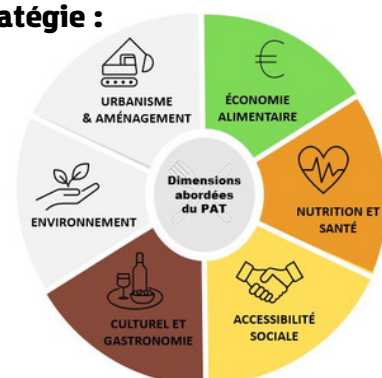 atégie :
URBANISME
& AMÉNAGEMENT
ÉCONOMIE
ALIMENTAIRE
Dimensions
abordées
du PAT
ENVIRONNEMENT
NUTRITION ET
SANTÉ
CULTUREL ET
GASTRONOMIE
ACCESSIBILITÉ
SOCIALE